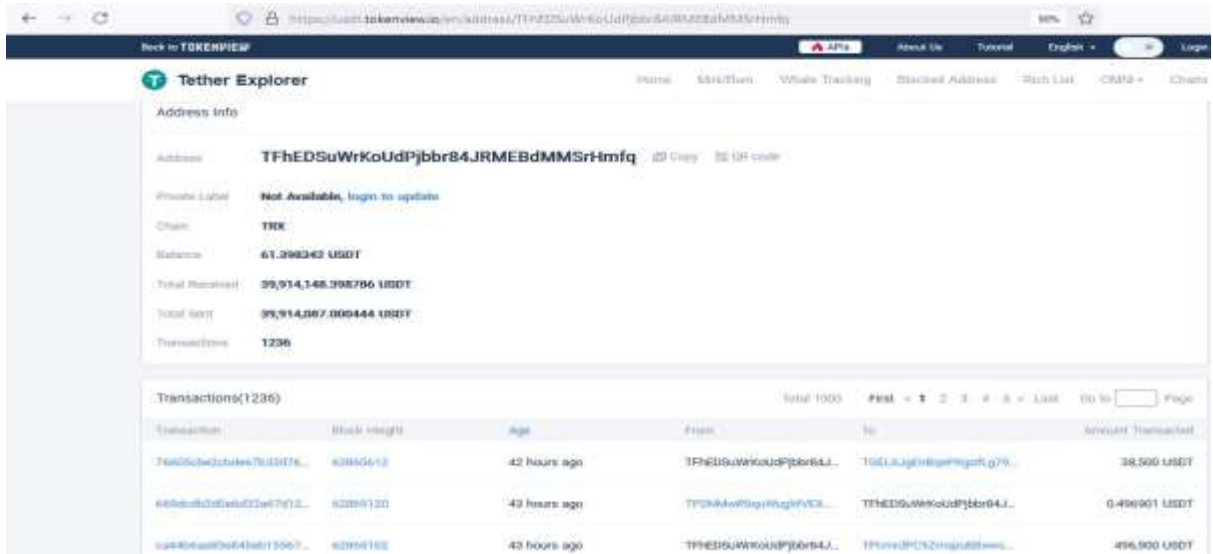 Back to TOKENVIEW APIs About Us Tutorial English Login
Tether Explorer Home Mint/Burn Whale Tracking Blocked Address Rich List OMNI Charts
Address Info
Address TFhEDSuWrKoUdPjbbr84JRMEBdMMSrHmfq Copy QR code
Private Label Not Available, login to update
Chain TRX
Balance 61.398342 USDT
Total Received 39,914,148.398786 USDT
Total Sent 39,914,087.000444 USDT
Transactions 1236
Transactions(1236) Total 1000 First « 1 2 3 4 5 » Last Go to Page
Transaction Block Height Age From To Amount Transacted
42 hours ago TFhEDSuWrKoUdPjbbr84J... 38,500 USDT
43 hours ago TFhEDSuWrKoUdPjbbr84J... 0.496901 USDT
43 hours ago TFhEDSuWrKoUdPjbbr84J... 496,900 USDT